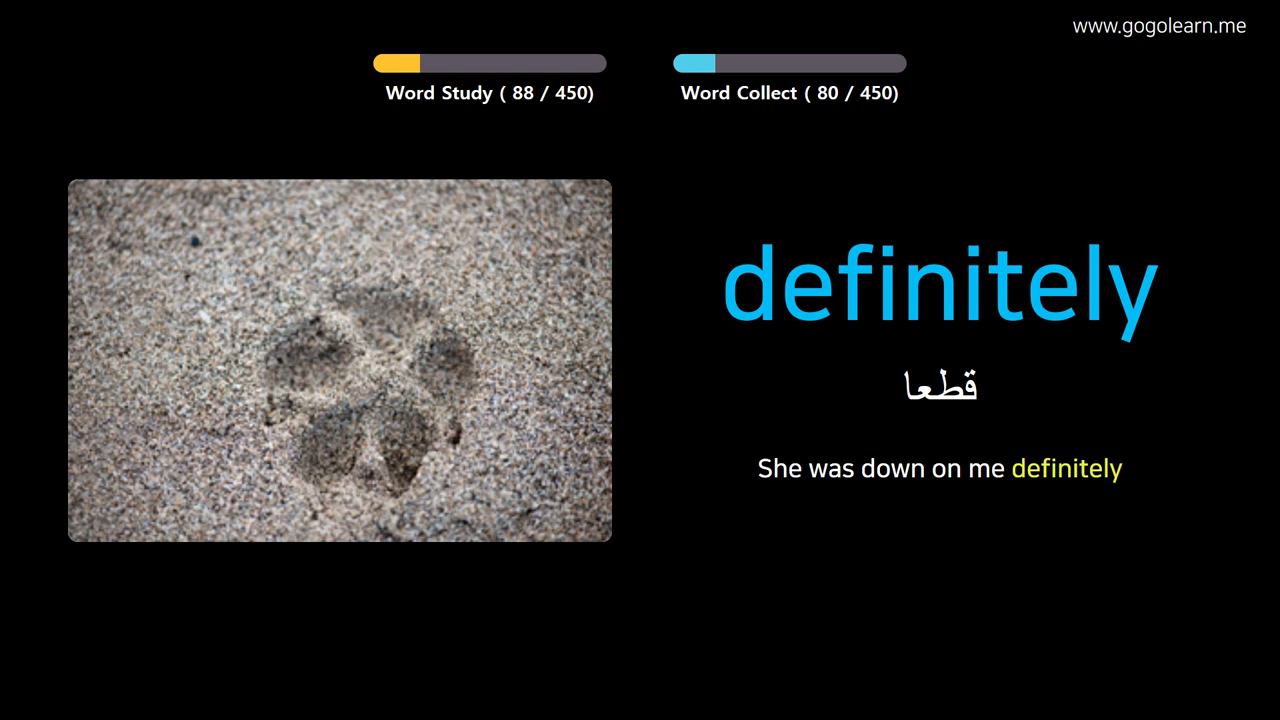 www.gogolearn.me
Word Study ( 88 / 450)
Word Collect ( 80 / 450)
definitely
قطعا
She was down on me definitely